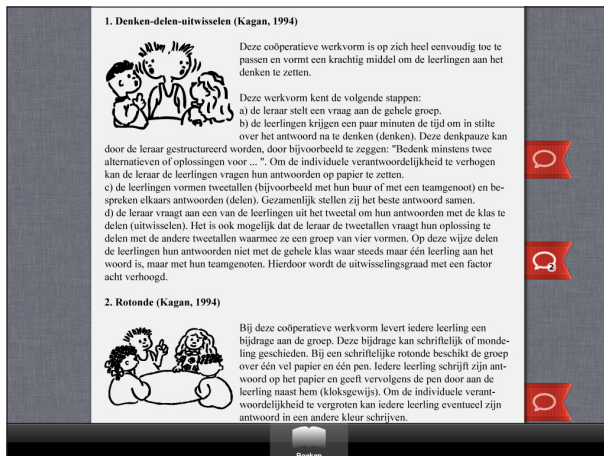 1. Denken-delen-uitwisselen (Kagan, 1994)
Deze coöperatieve werkvorm is op zich heel eenvoudig toe te
passen en vormt een krachtig middel om de leerlingen aan het
denken te zetten.
Deze werkvorm kent de volgende stappen:
a) de leraar stelt een vraag aan de gehele groep.
b) de leerlingen krijgen een paar minuten de tijd om in stilte
over het antwoord na te denken (denken). Deze denkpauze kan
door de leraar gestructureerd worden, door bijvoorbeeld te zeggen: "Bedenk minstens twee
alternatieven of oplossingen voor ... ". Om de individuele verantwoordelijkheid te verhogen
kan de leraar de leerlingen vragen hun antwoorden op papier te zetten.
c) de leerlingen vormen tweetallen (bijvoorbeeld met hun buur of met een teamgenoot) en be-
spreken elkaars antwoorden (delen). Gezamenlijk stellen zij het beste antwoord samen.
d) de leraar vraagt aan een van de leerlingen uit het tweetal om hun antwoorden met de klas te
delen (uitwisselen). Het is ook mogelijk dat de leraar de tweetallen vraagt hun oplossing te
delen met de andere tweetallen waarmee ze een groep van vier vormen. Op deze wijze delen
de leerlingen hun antwoorden niet met de gehele klas waar steeds maar één leerling aan het
woord is, maar met hun teamgenoten. Hierdoor wordt de uitwisselingsgraad met een factor
acht verhoogd.
2
2. Rotonde (Kagan, 1994)
Bij deze coöperatieve werkvorm levert iedere leerling een
bijdrage aan de groep. Deze bijdrage kan schriftelijk of monde-
ling geschieden. Bij een schriftelijke rotonde beschikt de groep
over één vel papier en één pen. Iedere leerling schrijft zijn ant-
woord op het papier en geeft vervolgens de pen door aan de
leerling naast hem (kloksgewijs). Om de individuele verant-
woordelijkheid te vergroten kan iedere leerling eventueel zijn
antwoord in een andere kleur schrijven.
Boeken